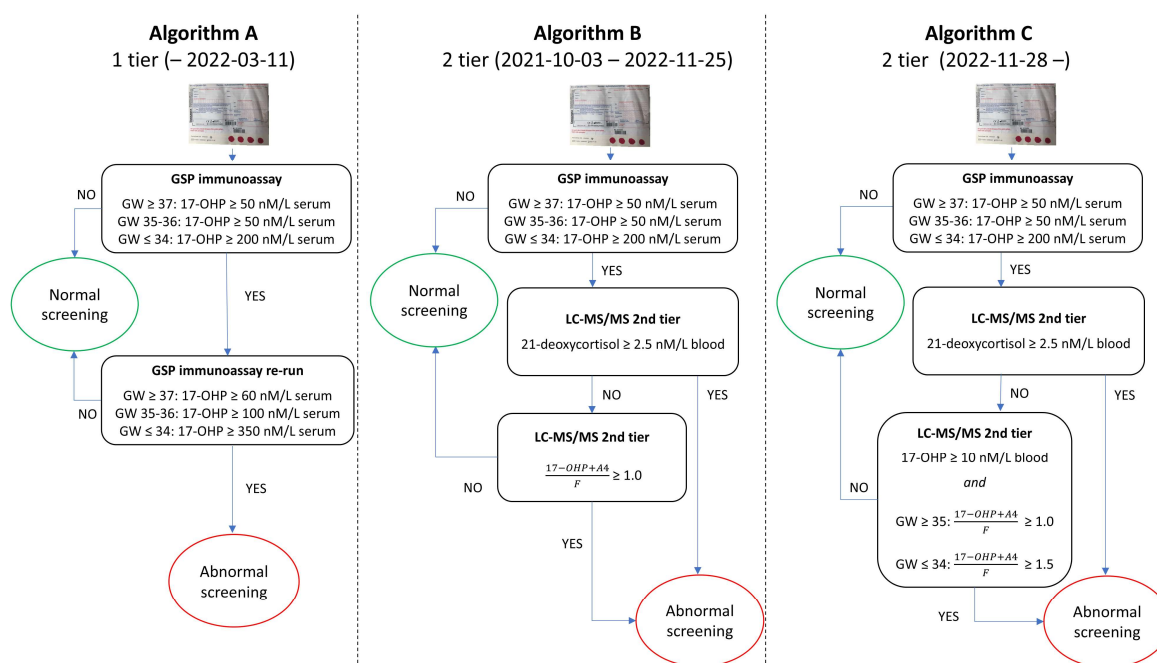 Algorithm A
1 tier (– 2022-03-11)
GSP immunoassay
GW ≥ 37: 17-OHP ≥ 50 nM/L serum
GW 35-36: 17-OHP ≥ 50 nM/L serum
GW ≤ 34: 17-OHP ≥ 200 nM/L serum
NO
Normal
screening
YES
GSP immunoassay re-run
GW ≥ 37: 17-OHP ≥ 60 nM/L serum
GW 35-36: 17-OHP ≥ 100 nM/L serum
GW ≤ 34: 17-OHP ≥ 350 nM/L serum
NO
YES
Abnormal
screening
Algorithm B
2 tier (2021-10-03 – 2022-11-25)
GSP immunoassay
GW ≥ 37: 17-OHP ≥ 50 nM/L serum
GW 35-36: 17-OHP ≥ 50 nM/L serum
GW ≤ 34: 17-OHP ≥ 200 nM/L serum
NO
Normal
screening
YES
LC-MS/MS 2nd tier
21-deoxycortisol ≥ 2.5 nM/L blood
NO
YES
LC-MS/MS 2nd tier
17−OHP+A4
F
≥ 1.0
NO
YES
Abnormal
screening
Algorithm C
2 tier (2022-11-28 –)
GSP immunoassay
GW ≥ 37: 17-OHP ≥ 50 nM/L serum
GW 35-36: 17-OHP ≥ 50 nM/L serum
GW ≤ 34: 17-OHP ≥ 200 nM/L serum
NO
Normal
screening
YES
LC-MS/MS 2nd tier
21-deoxycortisol ≥ 2.5 nM/L blood
NO
YES
LC-MS/MS 2nd tier
17-OHP ≥ 10 nM/L blood
and
GW ≥ 35: 17−OHP+A4 / F ≥ 1.0
GW ≤ 34: 17−OHP+A4 / F ≥ 1.5
NO
YES
Abnormal
screening